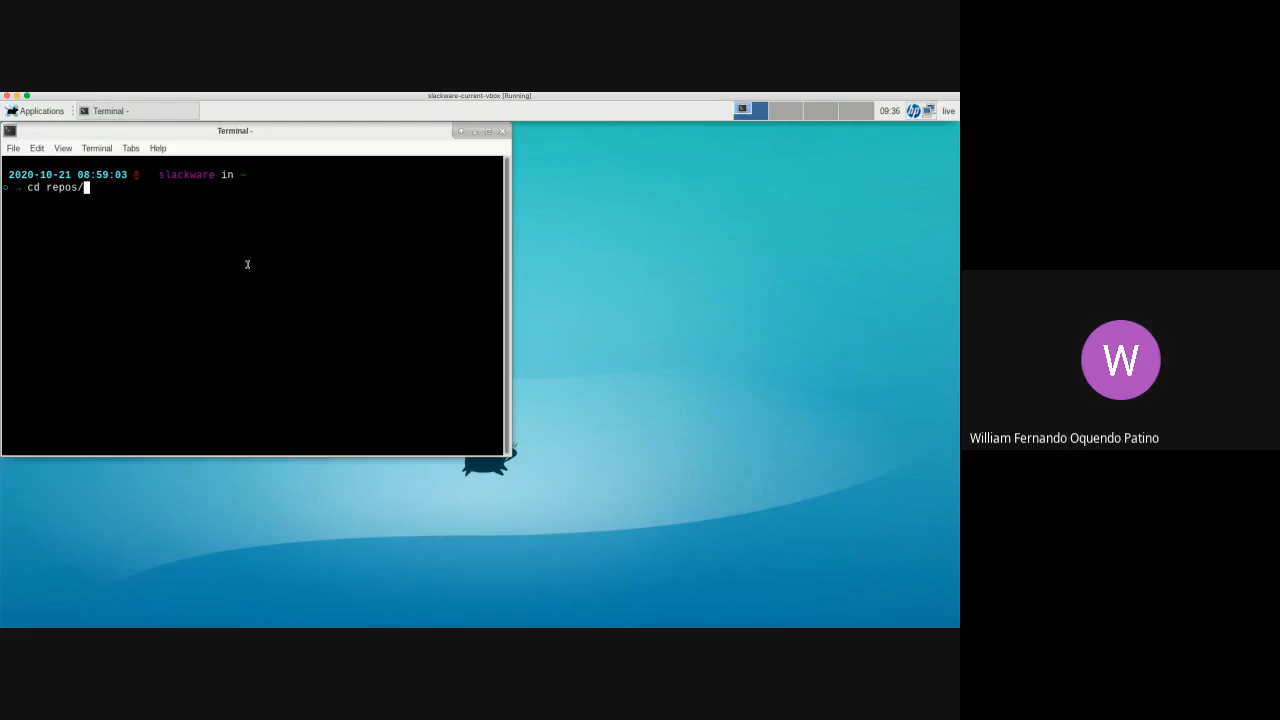 slackware-current-vbox [Running]
Applications Terminal - 09:36 hp live
Terminal -
File Edit View Terminal Tabs Help
2020-10-21 08:59:03 slackware in ~
○ → cd repos/
W
William Fernando Oquendo Patino